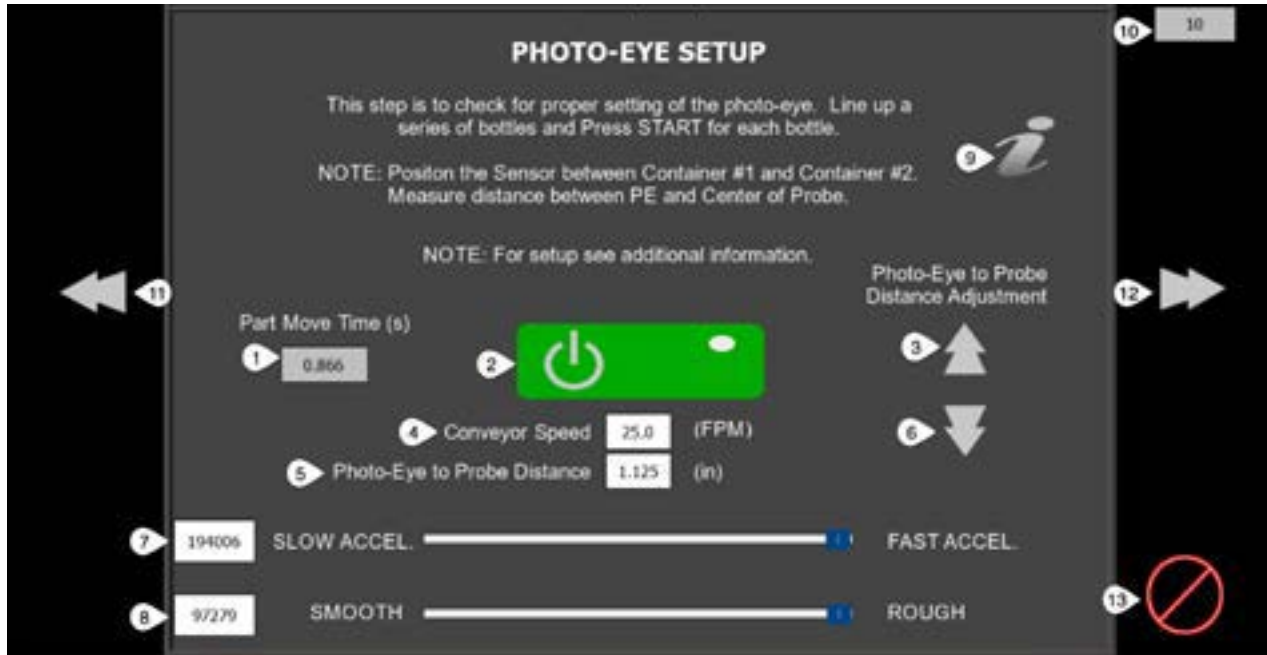 10
10
PHOTO-EYE SETUP
This step is to check for proper setting of the photo-eye. Line up a
series of bottles and Press START for each bottle.
9
NOTE: Positon the Sensor between Container #1 and Container #2.
Measure distance between PE and Center of Probe.
NOTE: For setup see additional information.
Photo-Eye to Probe
Distance Adjustment
11
12
Part Move Time (s)
1
0.866
2
3
4
Conveyor Speed
25.0
(FPM)
6
5
Photo-Eye to Probe Distance
1.125
(in)
7
194006
SLOW ACCEL.
FAST ACCEL.
8
97279
SMOOTH
ROUGH
13